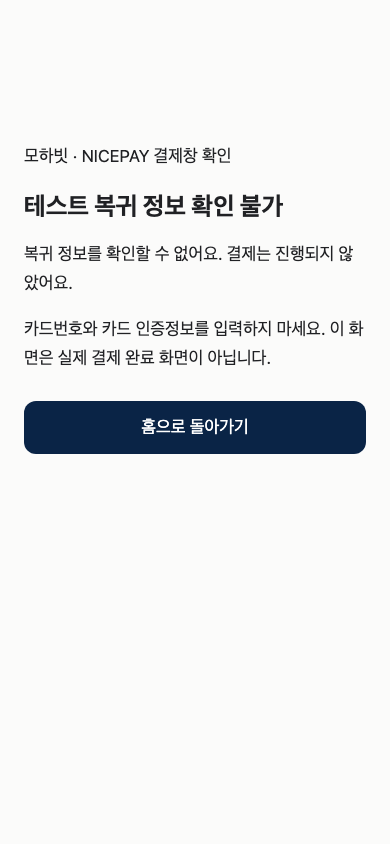 모하빗 · NICEPAY 결제창 확인
테스트 복귀 정보 확인 불가
복귀 정보를 확인할 수 없어요. 결제는 진행되지 않
았어요.
카드번호와 카드 인증정보를 입력하지 마세요. 이 화
면은 실제 결제 완료 화면이 아닙니다.
홈으로 돌아가기